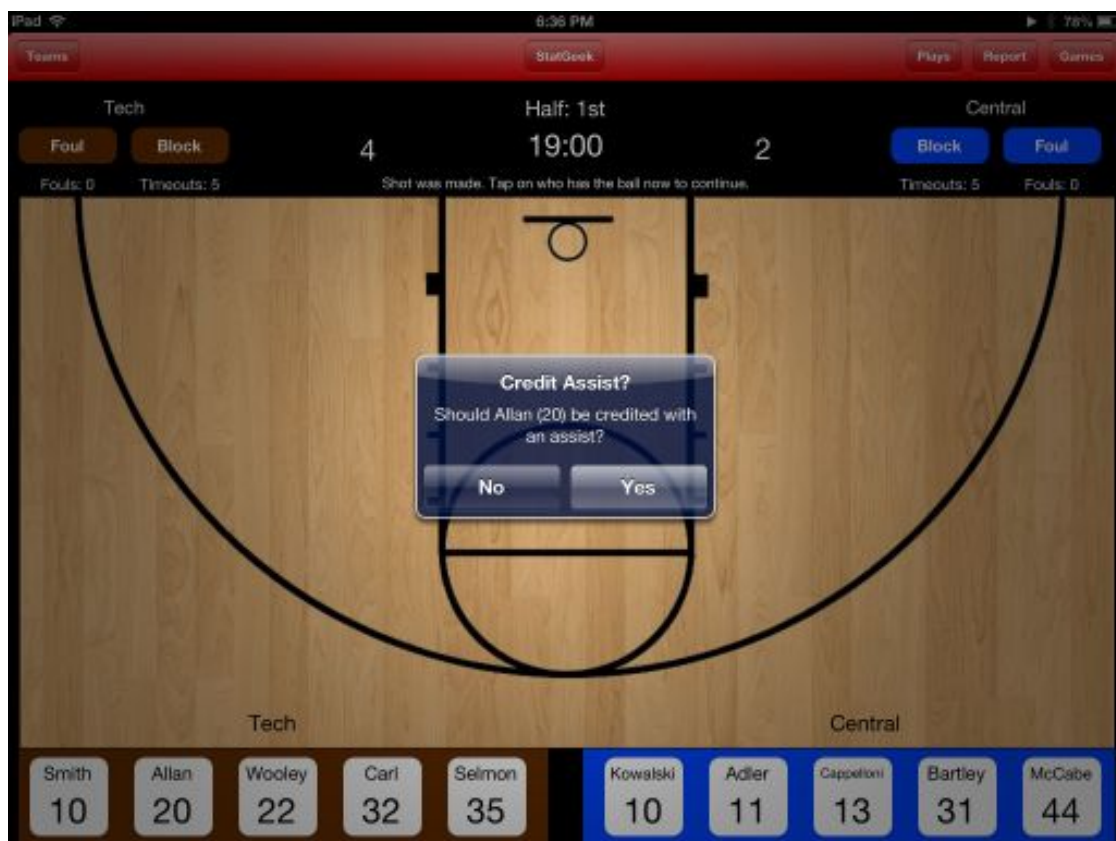 iPad 6:36 PM 78%
Teams StatGeek Plays Report Games
Tech Half: 1st Central
Foul Block 4 19:00 2 Block Foul
Fouls: 0 Timeouts: 5 Shot was made. Tap on who has the ball now to continue. Timeouts: 5 Fouls: 0
Credit Assist?
Should Allan (20) be credited with
an assist?
No Yes
Tech Central
Smith Allan Wooley Carl Selmon Kowalski Adler Cappelloni Bartley McCabe
10 20 22 32 35 10 11 13 31 44